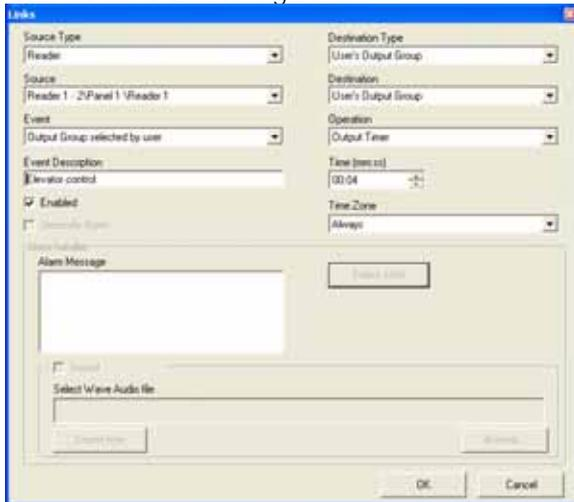 Links
Source Type
Reader
Source
Reader 1 - 2\Panel 1 \Reader 1
Event
Output Group selected by user
Event Description
Elevator control
Enabled
Destination Type
User's Output Group
Destination
User's Output Group
Operation
Output Timer
Time (mm:ss)
00:04
Time Zone
Always
Alarm Message
Select Wave Audio file
OK
Cancel